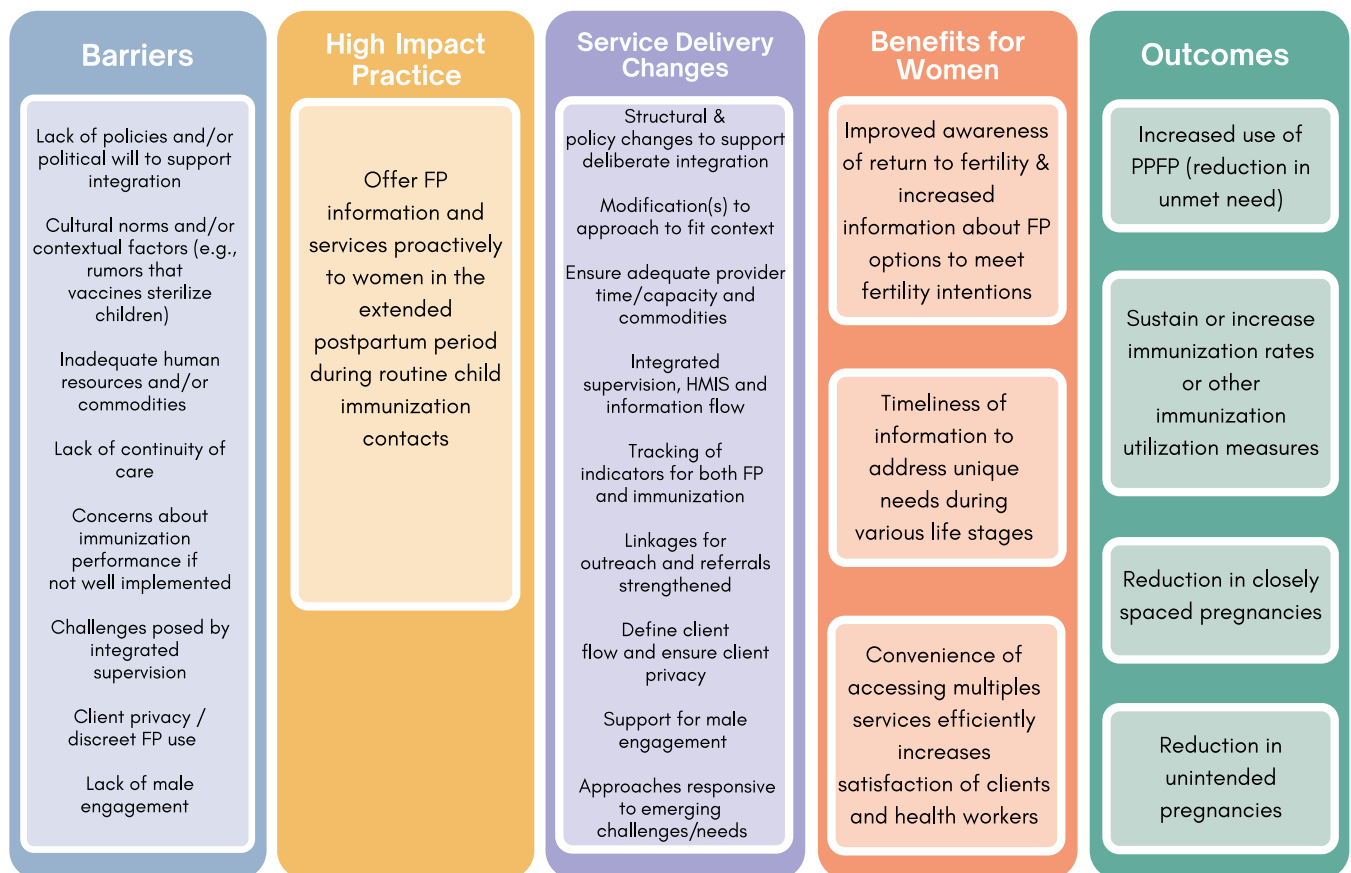 Barriers
Lack of policies and/or
political will to support
integration
Cultural norms and/or
contextual factors (e.g.,
rumors that
vaccines sterilize
children)
Inadequate human
resources and/or
commodities
Lack of continuity of
care
Concerns about
immunization
performance if
not well implemented
Challenges posed by
integrated
supervision
Client privacy /
discreet FP use
Lack of male
engagement
High Impact
Practice
Offer FP
information and
services proactively
to women in the
extended
postpartum period
during routine child
immunization
contacts
Service Delivery
Changes
Structural &
policy changes to support
deliberate integration
Modification(s) to
approach to fit context
Ensure adequate provider
time/capacity and
commodities
Integrated
supervision, HMIS and
information flow
Tracking of
indicators for both FP
and immunization
Linkages for
outreach and referrals
strengthened
Define client
flow and ensure client
privacy
Support for male
engagement
Approaches responsive
to emerging
challenges/needs
Benefits for
Women
Improved awareness
of return to fertility &
increased
information about FP
options to meet
fertility intentions
Timeliness of
information to
address unique
needs during
various life stages
Convenience of
accessing multiples
services efficiently
increases
satisfaction of clients
and health workers
Outcomes
Increased use of
PPFP (reduction in
unmet need)
Sustain or increase
immunization rates
or other
immunization
utilization measures
Reduction in closely
spaced pregnancies
Reduction in
unintended
pregnancies